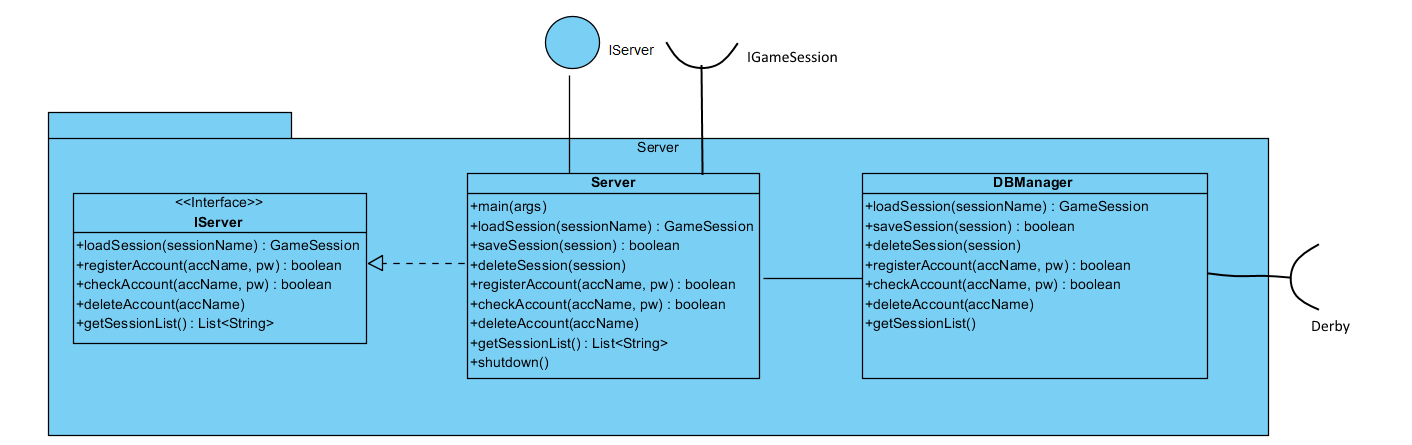 IServer
IGameSession
Server
<<Interface>>
IServer
+loadSession(sessionName) : GameSession
+registerAccount(accName, pw) : boolean
+checkAccount(accName, pw) : boolean
+deleteAccount(accName)
+getSessionList() : List<String>
Server
+main(args)
+loadSession(sessionName) : GameSession
+saveSession(session) : boolean
+deleteSession(session)
+registerAccount(accName, pw) : boolean
+checkAccount(accName, pw) : boolean
+deleteAccount(accName)
+getSessionList() : List<String>
+shutdown()
DBManager
+loadSession(sessionName) : GameSession
+saveSession(session) : boolean
+deleteSession(session)
+registerAccount(accName, pw) : boolean
+checkAccount(accName, pw) : boolean
+deleteAccount(accName)
+getSessionList()
Derby